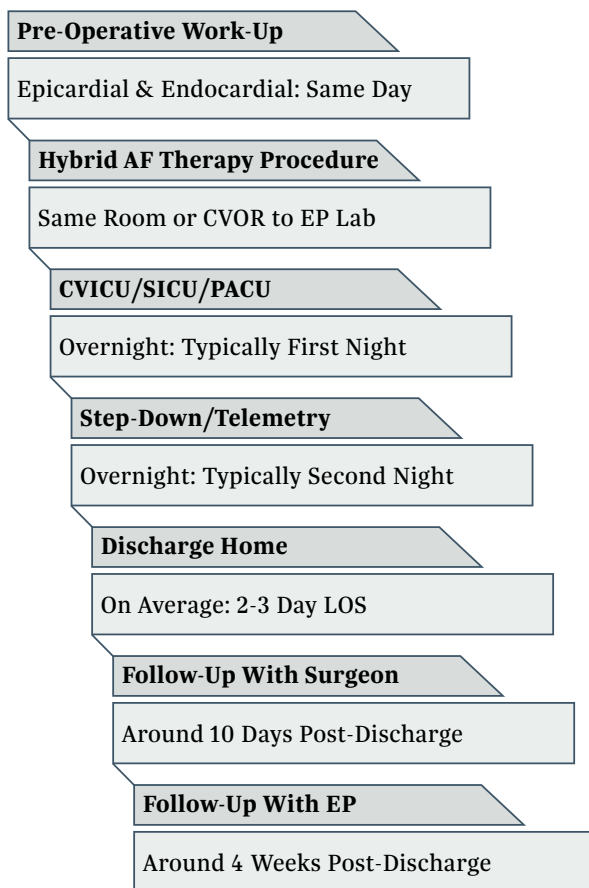 Pre-Operative Work-Up
Epicardial & Endocardial: Same Day
Hybrid AF Therapy Procedure
Same Room or CVOR to EP Lab
CVICU/SICU/PACU
Overnight: Typically First Night
Step-Down/Telemetry
Overnight: Typically Second Night
Discharge Home
On Average: 2-3 Day LOS
Follow-Up With Surgeon
Around 10 Days Post-Discharge
Follow-Up With EP
Around 4 Weeks Post-Discharge